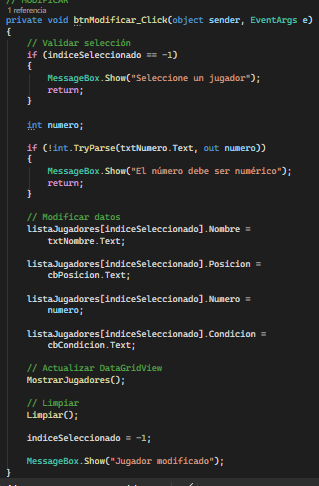 // MODIFICAR
1 referencia
private void btnModificar_Click(object sender, EventArgs e)
{
// Validar selección
if (indiceSeleccionado == -1)
{
MessageBox.Show("Seleccione un jugador");
return;
}
int numero;
if (!int.TryParse(txtNumero.Text, out numero))
{
MessageBox.Show("El número debe ser numérico");
return;
}
// Modificar datos
listaJugadores[indiceSeleccionado].Nombre =
txtNombre.Text;
listaJugadores[indiceSeleccionado].Posicion =
cbPosicion.Text;
listaJugadores[indiceSeleccionado].Numero =
numero;
listaJugadores[indiceSeleccionado].Condicion =
cbCondicion.Text;
// Actualizar DataGridView
MostrarJugadores();
// Limpiar
Limpiar();
indiceSeleccionado = -1;
MessageBox.Show("Jugador modificado");
}